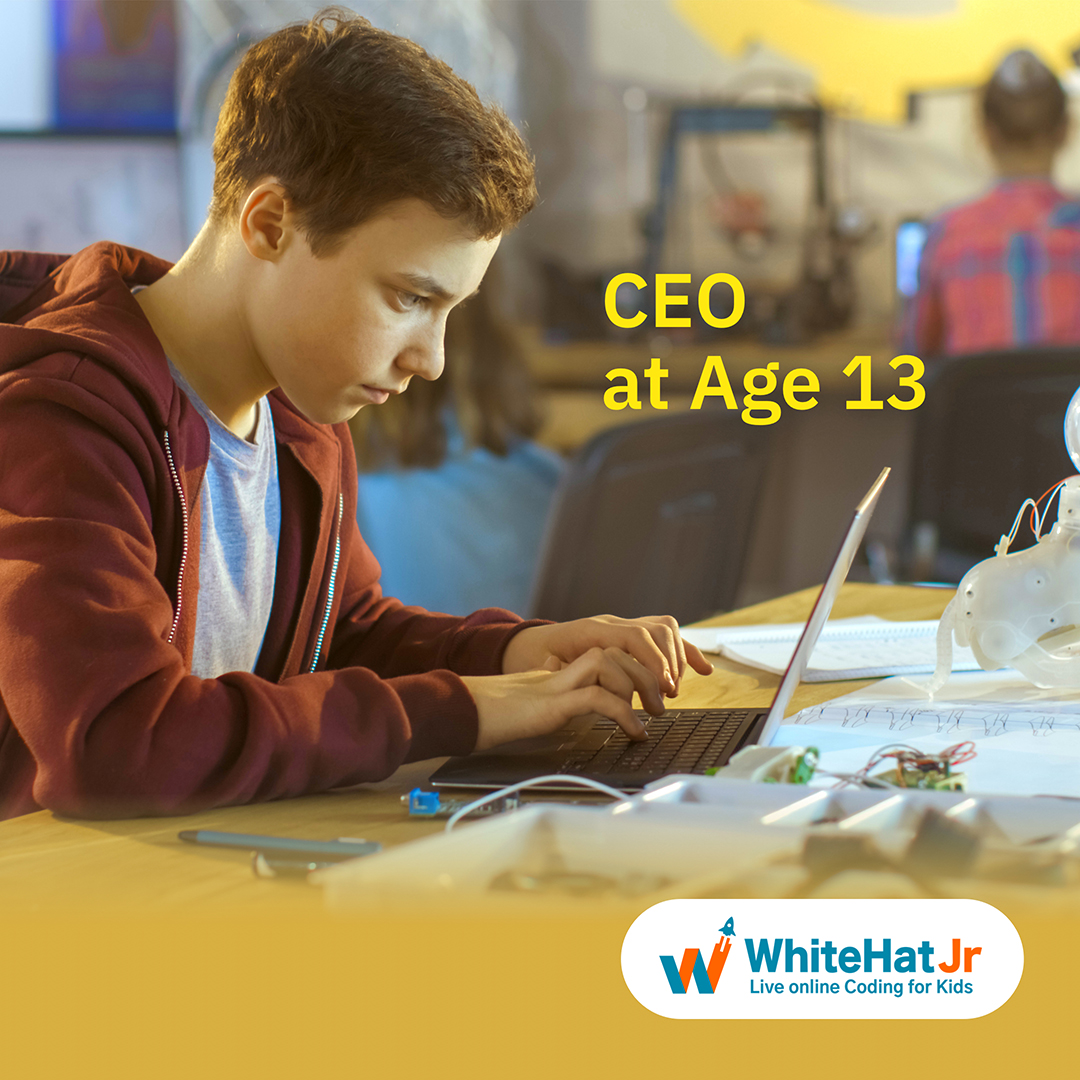 CEO
at Age 13
WhiteHat Jr
Live online Coding for Kids